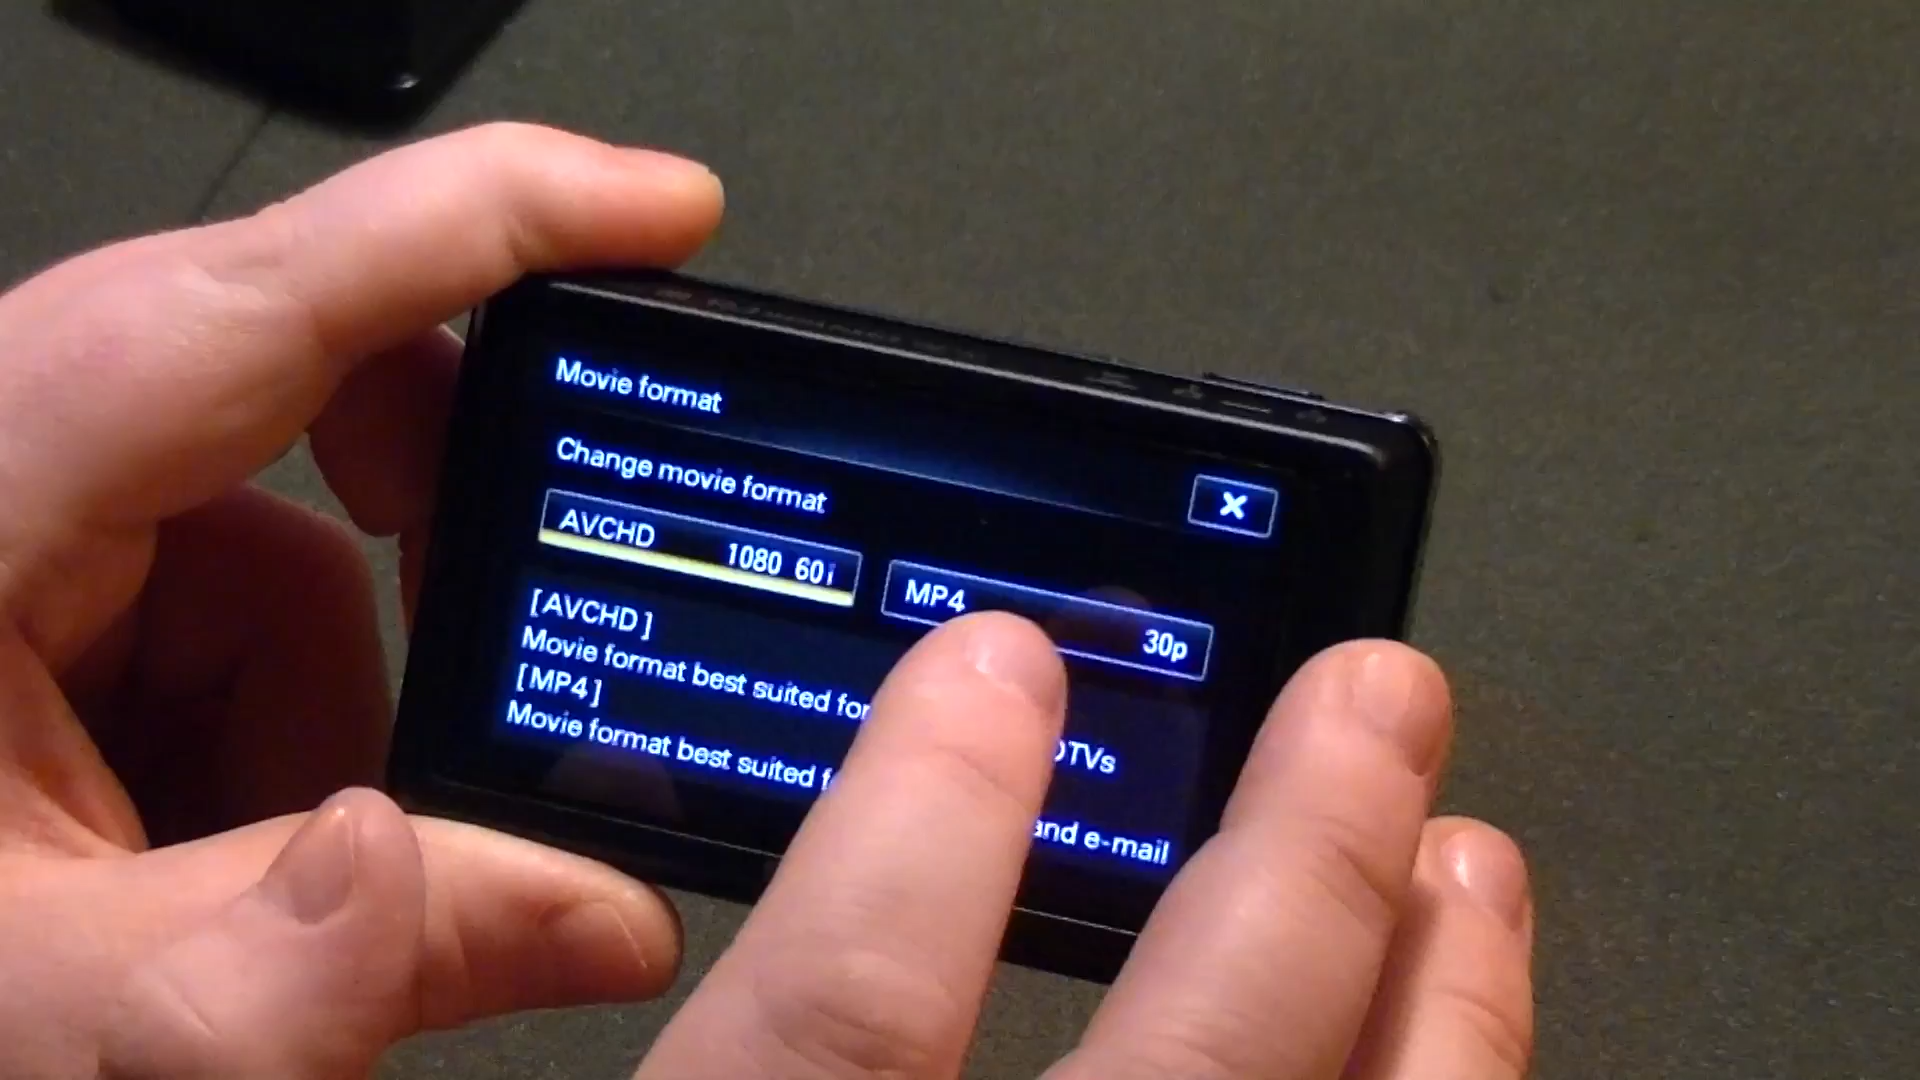 Movie format
Change movie format
AVCHD 1080 60i
MP4 30p
[AVCHD]
Movie format best suited for
[MP4]
Movie format best suited
and e-mail